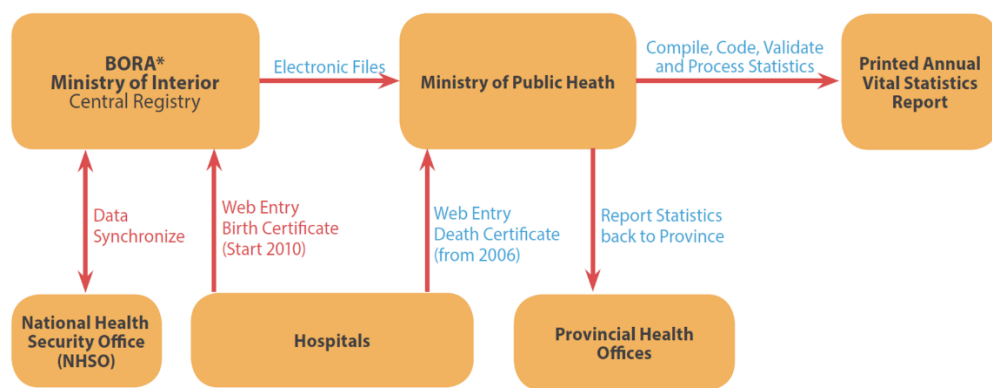 BORA*
Ministry of Interior
Central Registry
Electronic Files
Ministry of Public Heath
Compile, Code, Validate
and Process Statistics
Printed Annual
Vital Statistics
Report
Data
Synchronize
Web Entry
Birth Certificate
(Start 2010)
Web Entry
Death Certificate
(from 2006)
Report Statistics
back to Province
National Health
Security Office
(NHSO)
Hospitals
Provincial Health
Offices